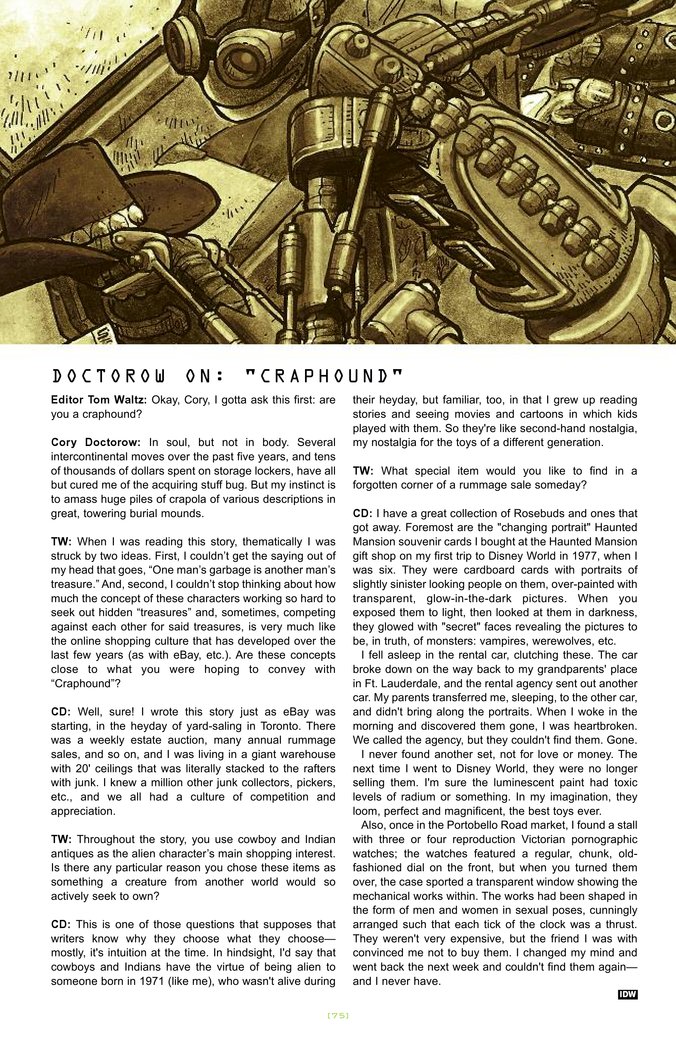 DOCTOROW ON: "CRAPHOUND"
Editor Tom Waltz: Okay, Cory, I gotta ask this first: are
you a craphound?
Cory Doctorow: In soul, but not in body. Several
intercontinental moves over the past five years, and tens
of thousands of dollars spent on storage lockers, have all
but cured me of the acquiring stuff bug. But my instinct is
to amass huge piles of crapola of various descriptions in
great, towering burial mounds.
TW: When I was reading this story, thematically I was
struck by two ideas. First, I couldn't get the saying out of
my head that goes, “One man’s garbage is another man’s
treasure.” And, second, I couldn’t stop thinking about how
much the concept of these characters working so hard to
seek out hidden “treasures” and, sometimes, competing
against each other for said treasures, is very much like
the online shopping culture that has developed over the
last few years (as with eBay, etc.). Are these concepts
close to what you were hoping to convey with
“Craphound”?
CD: Well, sure! I wrote this story just as eBay was
starting, in the heyday of yard-saling in Toronto. There
was a weekly estate auction, many annual rummage
sales, and so on, and I was living in a giant warehouse
with 20' ceilings that was literally stacked to the rafters
with junk. I knew a million other junk collectors, pickers,
etc., and we all had a culture of competition and
appreciation.
TW: Throughout the story, you use cowboy and Indian
antiques as the alien character’s main shopping interest.
Is there any particular reason you chose these items as
something a creature from another world would so
actively seek to own?
CD: This is one of those questions that supposes that
writers know why they choose what they choose—
mostly, it's intuition at the time. In hindsight, I'd say that
cowboys and Indians have the virtue of being alien to
someone born in 1971 (like me), who wasn't alive during
their heyday, but familiar, too, in that I grew up reading
stories and seeing movies and cartoons in which kids
played with them. So they're like second-hand nostalgia,
my nostalgia for the toys of a different generation.
TW: What special item would you like to find in a
forgotten corner of a rummage sale someday?
CD: I have a great collection of Rosebuds and ones that
got away. Foremost are the "changing portrait" Haunted
Mansion souvenir cards I bought at the Haunted Mansion
gift shop on my first trip to Disney World in 1977, when I
was six. They were cardboard cards with portraits of
slightly sinister looking people on them, over-painted with
transparent, glow-in-the-dark pictures. When you
exposed them to light, then looked at them in darkness,
they glowed with "secret" faces revealing the pictures to
be, in truth, of monsters: vampires, werewolves, etc.
I fell asleep in the rental car, clutching these. The car
broke down on the way back to my grandparents' place
in Ft. Lauderdale, and the rental agency sent out another
car. My parents transferred me, sleeping, to the other car,
and didn't bring along the portraits. When I woke in the
morning and discovered them gone, I was heartbroken.
We called the agency, but they couldn't find them. Gone.
I never found another set, not for love or money. The
next time I went to Disney World, they were no longer
selling them. I'm sure the luminescent paint had toxic
levels of radium or something. In my imagination, they
loom, perfect and magnificent, the best toys ever.
Also, once in the Portobello Road market, I found a stall
with three or four reproduction Victorian pornographic
watches; the watches featured a regular, chunk, old-
fashioned dial on the front, but when you turned them
over, the case sported a transparent window showing the
mechanical works within. The works had been shaped in
the form of men and women in sexual poses, cunningly
arranged such that each tick of the clock was a thrust.
They weren't very expensive, but the friend I was with
convinced me not to buy them. I changed my mind and
went back the next week and couldn't find them again—
and I never have.
IDW
[75]